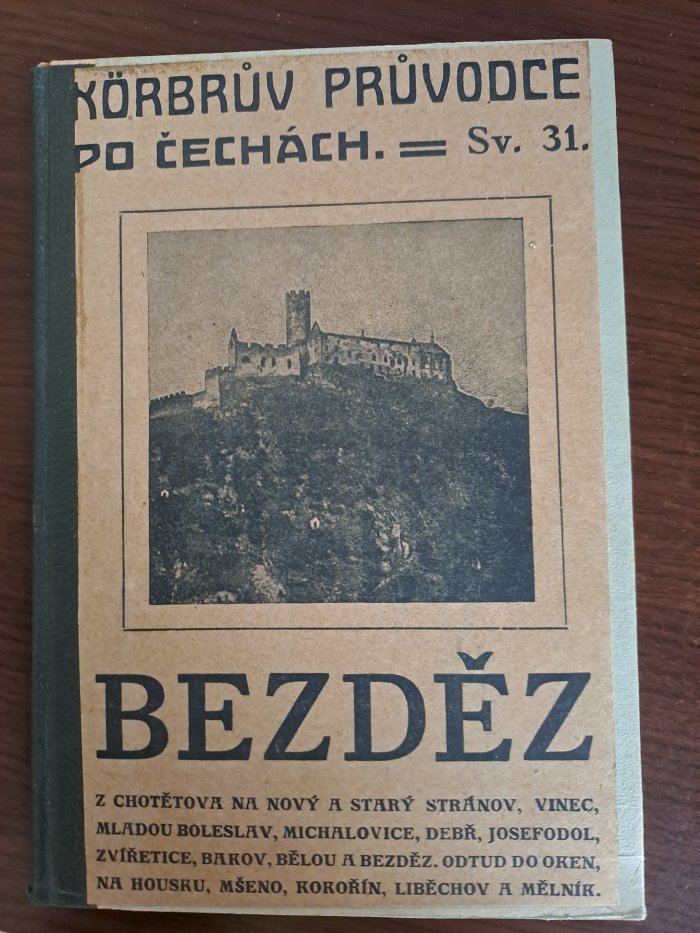 KÖRBRŮV PRŮVODCE
PO ČECHÁCH. = Sv. 31.
BEZDĚZ
Z CHOTĚTOVA NA NOVÝ A STARÝ STRÁNOV, VINEC,
MLADOU BOLESLAV, MICHALOVICE, DEBŘ, JOSEFODOL,
ZVÍŘETICE, BAKOV, BĚLOU A BEZDĚZ. ODTUD DO OKEN,
NA HOUSKU, MŠENO, KOKOŘÍN, LIBĚCHOV A MĚLNÍK.